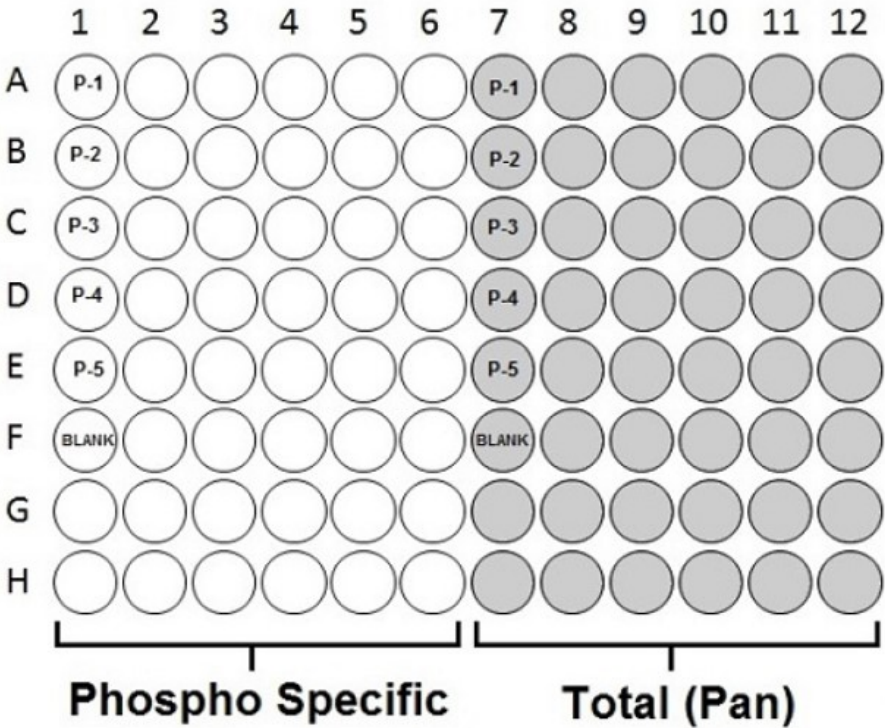 1 2 3 4 5 6 7 8 9 10 11 12
A P-1 P-1
B P-2 P-2
C P-3 P-3
D P-4 P-4
E P-5 P-5
F BLANK BLANK
G
H
Phospho Specific Total (Pan)